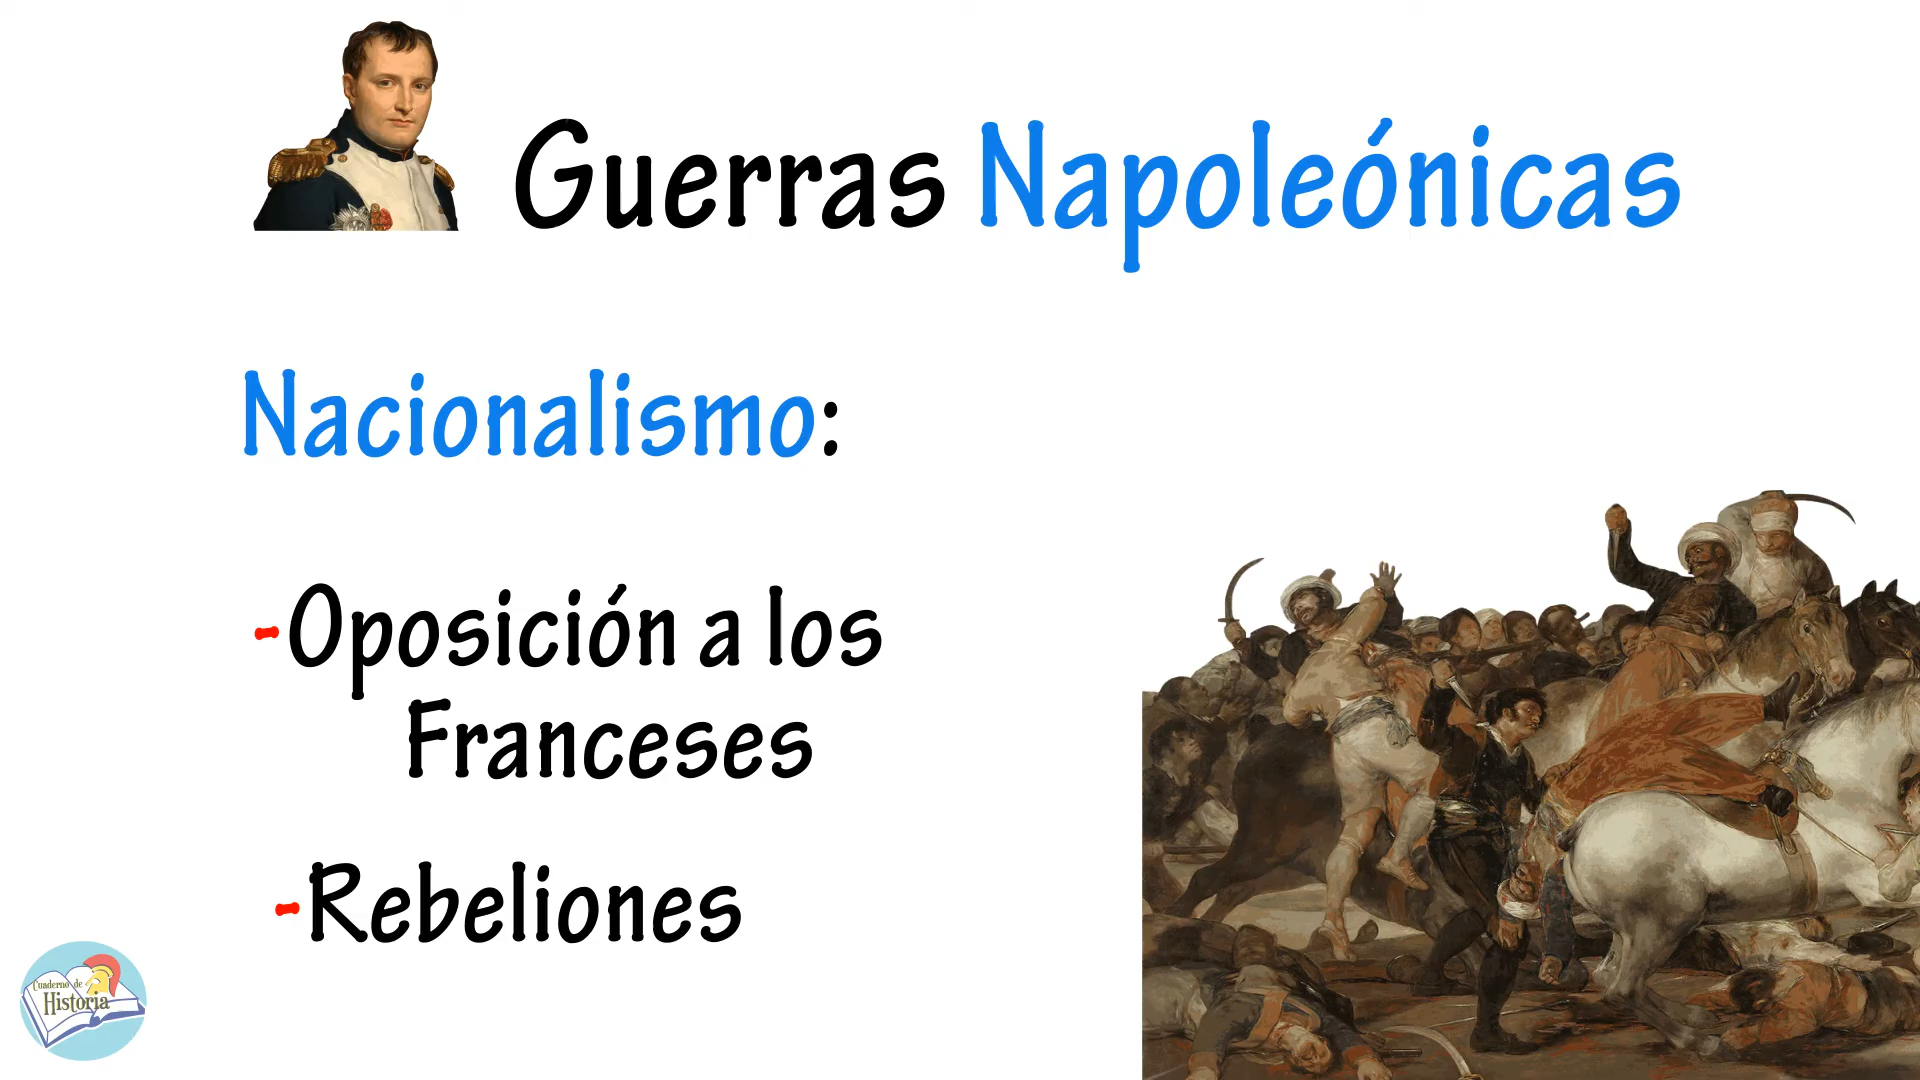 Guerras Napoleónicas
Nacionalismo:
-Oposición a los
Franceses
-Rebeliones
Cuaderno de
Historia